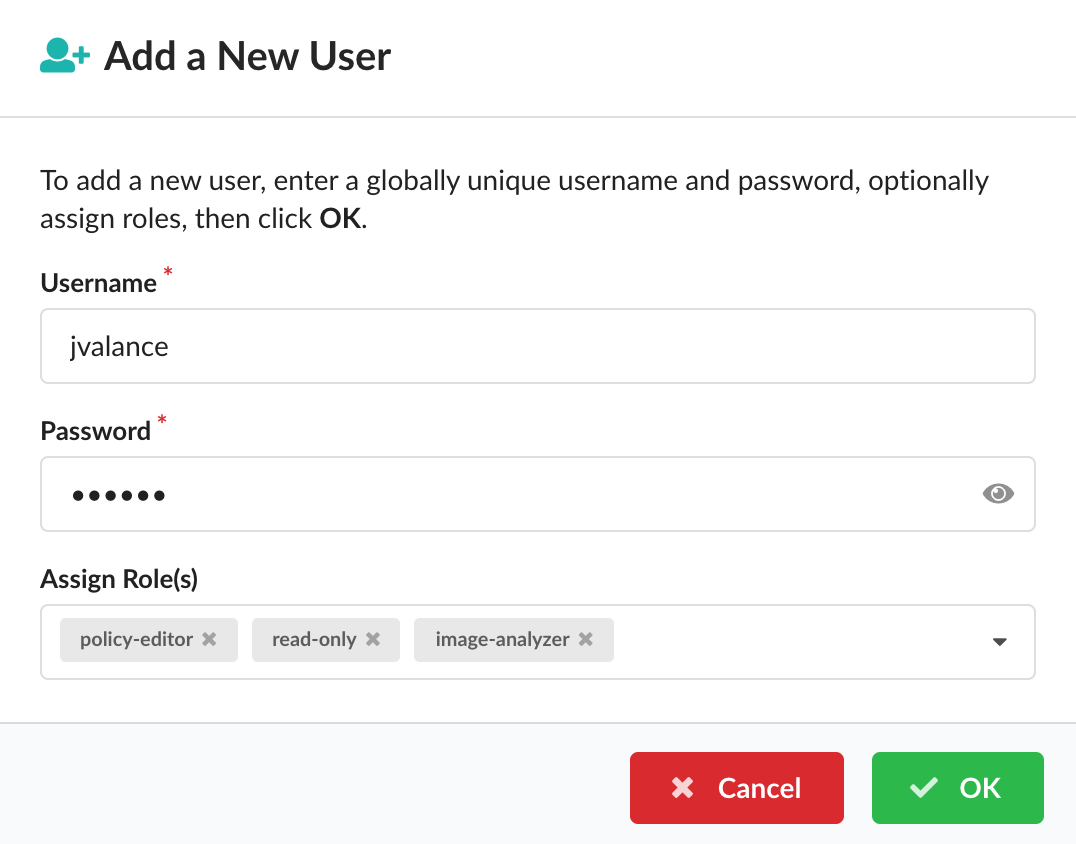 Add a New User
To add a new user, enter a globally unique username and password, optionally
assign roles, then click OK.
Username *
jvalance
Password *
••••••
Assign Role(s)
policy-editor read-only image-analyzer
Cancel OK